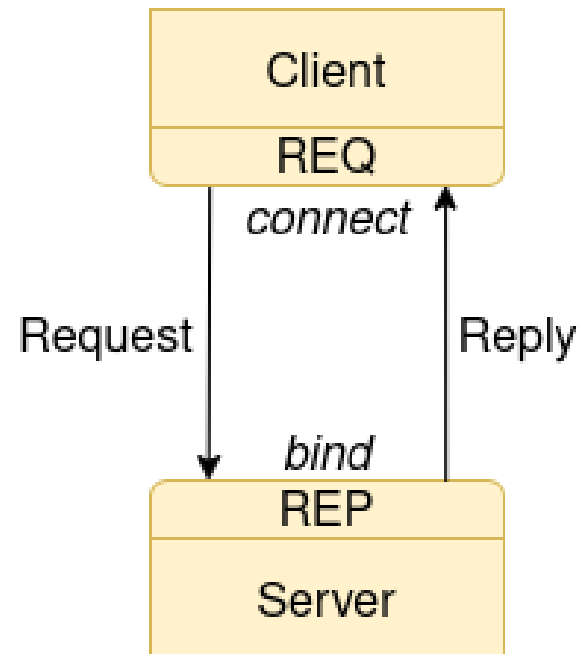 Client
REQ
connect
Request
Reply
bind
REP
Server